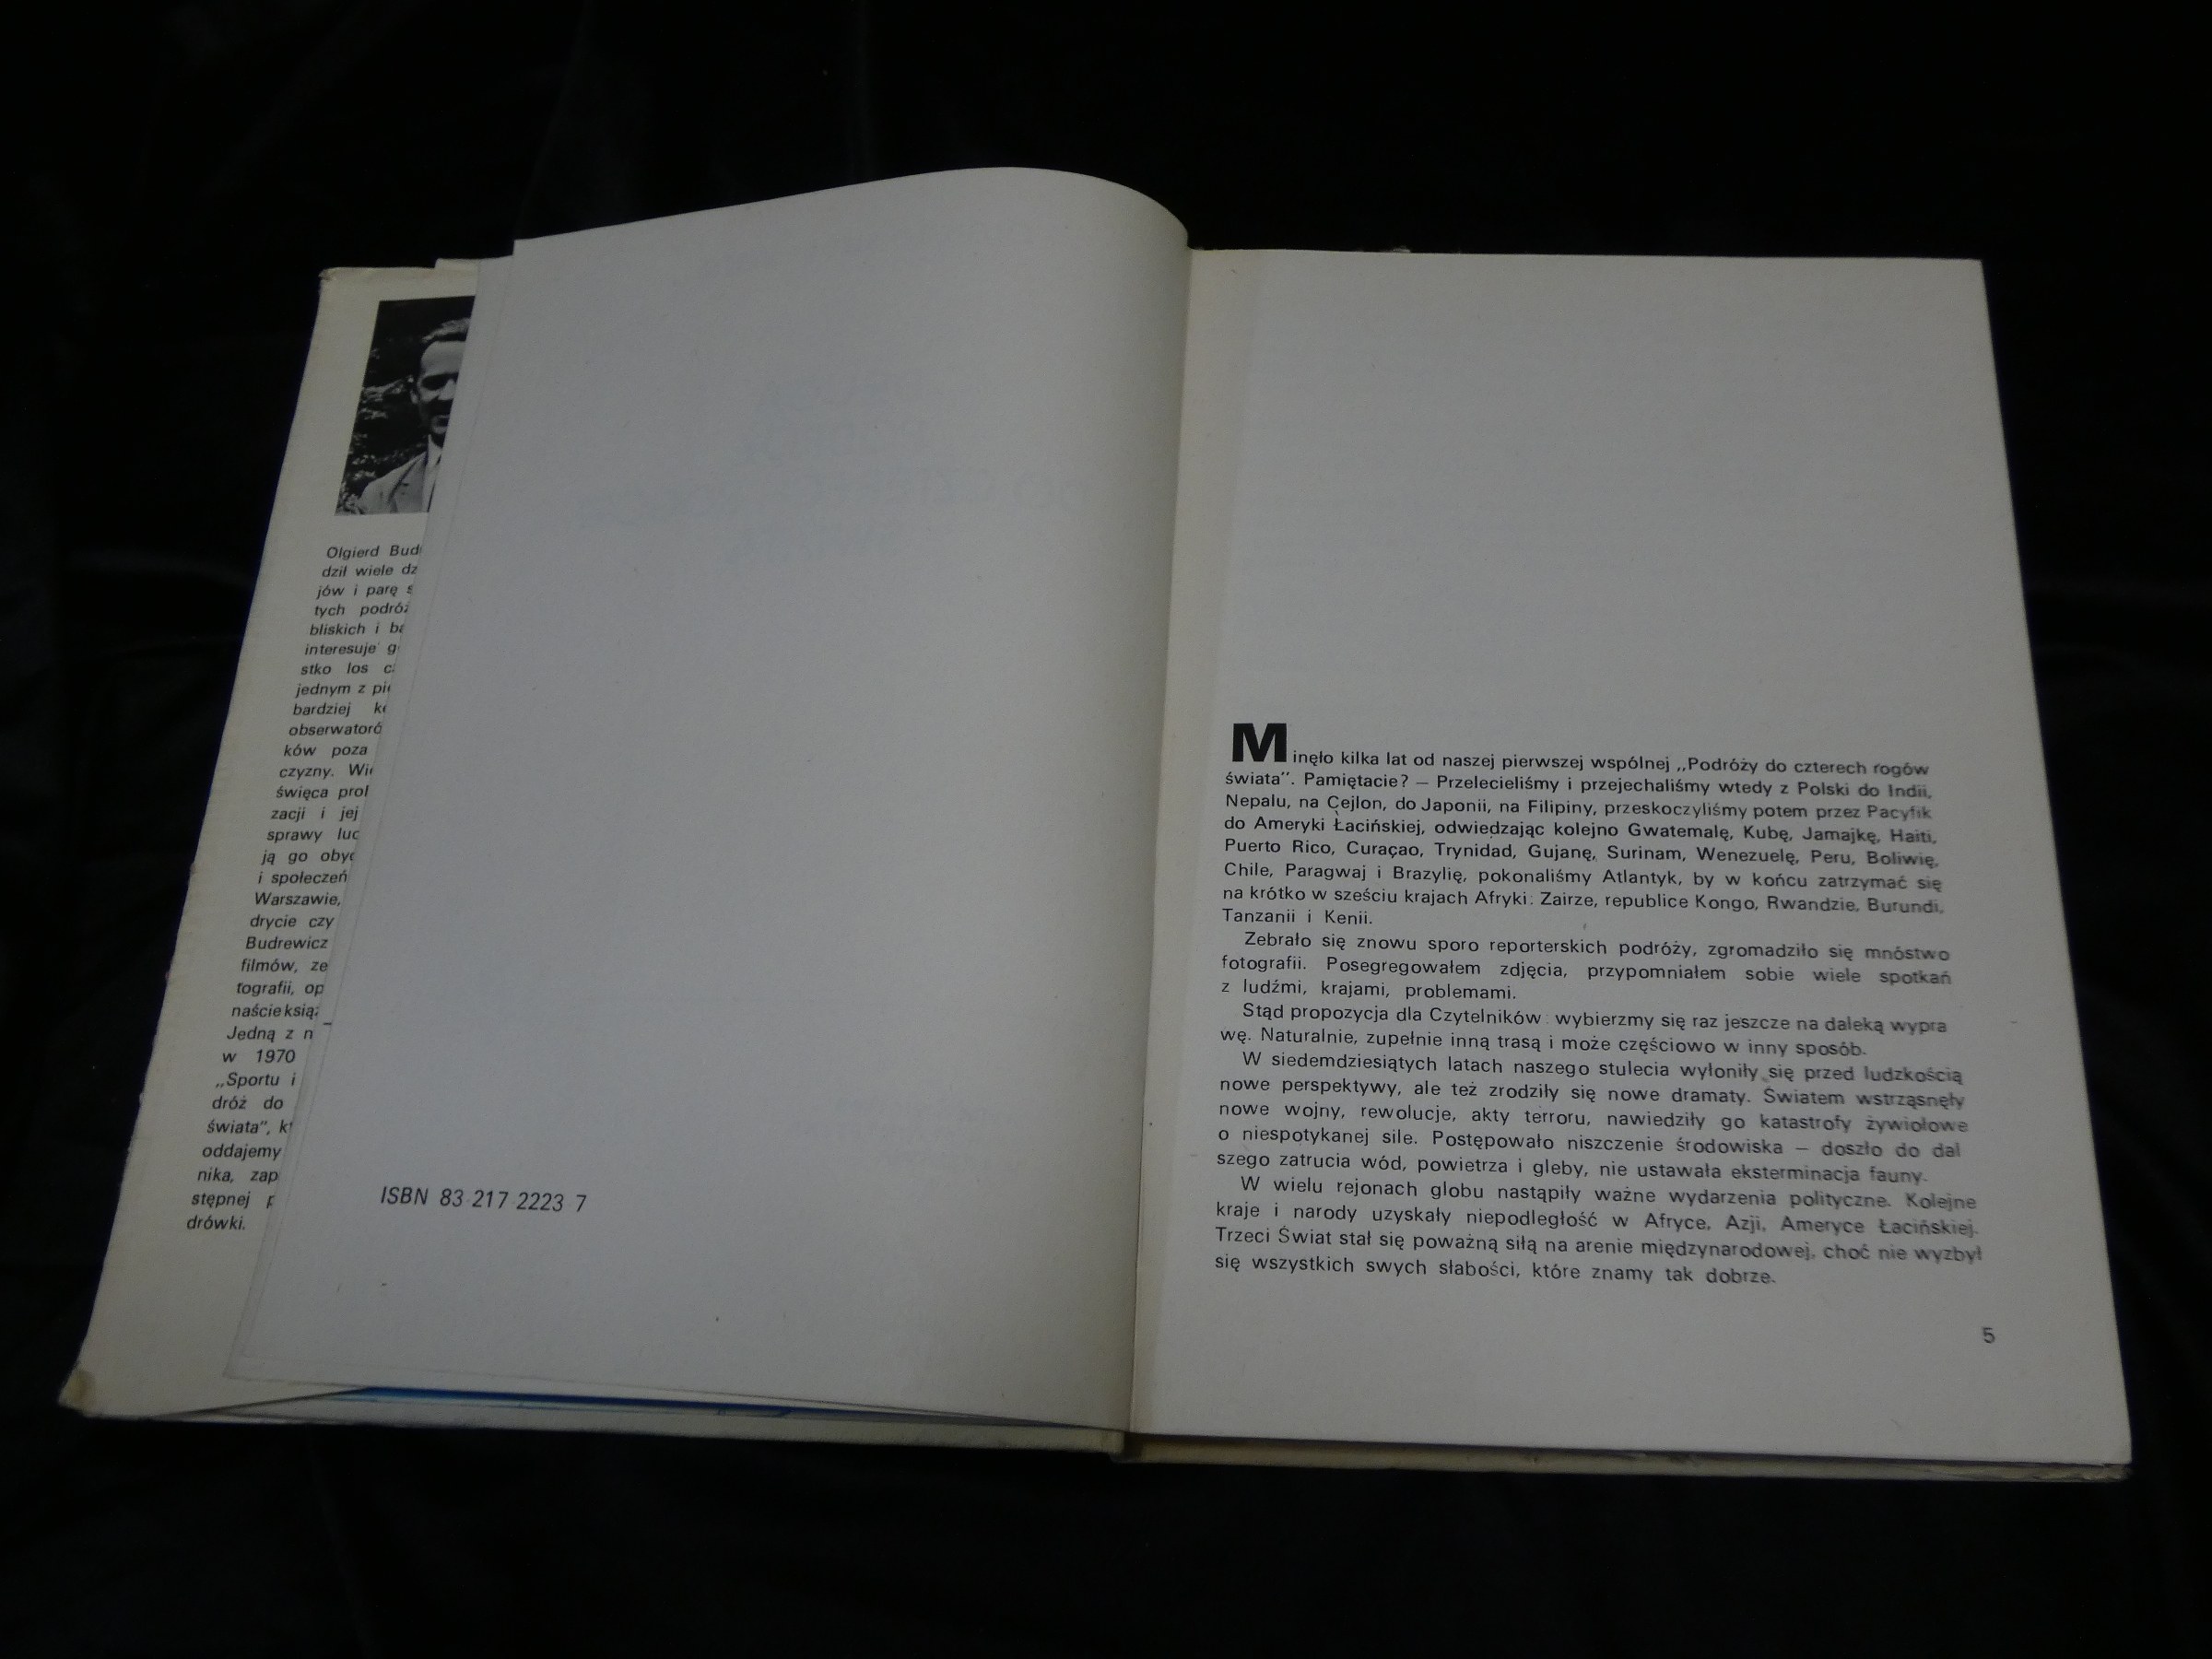 Olgierd
dził wiele
jów i parę
tych
bliskich i
interesuje
stko los
jednym z
bardziej
ków poza
czyzny.
święca
zacji i jej
sprawy
ją go
i społeczeń
Warszawie,
drycie czy
Budrewicz
filmów, ze
tografii,
naście
Jedną z
w 1970
„Sportu i
dróż do
świata",
oddajemy
nika,
stępnej
drówki.
ISBN 83-217-2223-7
Minęło kilka lat od naszej pierwszej wspólnej „Podróży do czterech rogów
świata". Pamiętacie? — Przelecieliśmy i przejechaliśmy wtedy z Polski do Indii,
Nepalu, na Cejlon, do Japonii, na Filipiny, przeskoczyliśmy potem przez Pacyfik
do Ameryki Łacińskiej, odwiedzając kolejno Gwatemalę, Kubę, Jamajkę, Haiti,
Puerto Rico, Curaçao, Trynidad, Gujanę, Surinam, Wenezuelę, Peru, Boliwię,
Chile, Paragwaj i Brazylię, pokonaliśmy Atlantyk, by w końcu zatrzymać się
na krótko w sześciu krajach Afryki: Zairze, republice Kongo, Rwandzie, Burundi,
Tanzanii i Kenii.
Zebrało się znowu sporo reporterskich podróży, zgromadziło się mnóstwo
fotografii. Posegregowałem zdjęcia, przypomniałem sobie wiele spotkań
z ludźmi, krajami, problemami.
Stąd propozycja dla Czytelników: wybierzmy się raz jeszcze na daleką wypra
wę. Naturalnie, zupełnie inną trasą i może częściowo w inny sposób.
W siedemdziesiątych latach naszego stulecia wyłoniły się przed ludzkością
nowe perspektywy, ale też zrodziły się nowe dramaty. Światem wstrząsnęły
nowe wojny, rewolucje, akty terroru, nawiedziły go katastrofy żywiołowe
o niespotykanej sile. Postępowało niszczenie środowiska — doszło do dal
szego zatrucia wód, powietrza i gleby, nie ustawała eksterminacja fauny.
W wielu rejonach globu nastąpiły ważne wydarzenia polityczne. Kolejne
kraje i narody uzyskały niepodległość w Afryce, Azji, Ameryce Łacińskiej.
Trzeci Świat stał się poważną siłą na arenie międzynarodowej, choć nie wyzbył
się wszystkich swych słabości, które znamy tak dobrze.
5